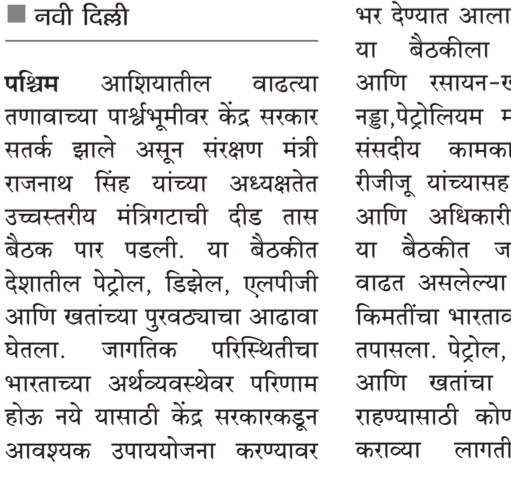 नवी दिल्ली
पश्चिम आशियातील वाढत्या
तणावाच्या पार्श्वभूमीवर केंद्र सरकार
सतर्क झाले असून संरक्षण मंत्री
राजनाथ सिंह यांच्या अध्यक्षतेत
उच्चस्तरीय मंत्रिगटाची दीड तास
बैठक पार पडली. या बैठकीत
देशातील पेट्रोल, डिझेल, एलपीजी
आणि खतांच्या पुरवठ्याचा आढावा
घेतला. जागतिक परिस्थितीचा
भारताच्या अर्थव्यवस्थेवर परिणाम
होऊ नये यासाठी केंद्र सरकारकडून
आवश्यक उपाययोजना करण्यावर
भर देण्यात आला
या बैठकीला
आणि रसायन-ख
नड्डा,पेट्रोलियम
संसदीय कामका
रीजीजू यांच्यासह
आणि अधिकारी
या बैठकीत ज
वाढत असलेल्या
किमतींचा भारताव
तपासला. पेट्रोल,
आणि खतांचा
राहण्यासाठी कोण
कराव्या लागती